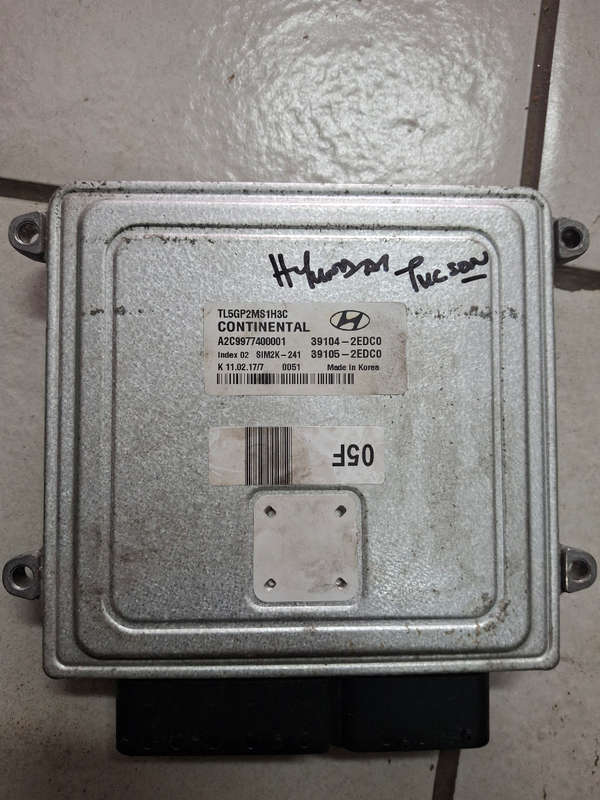 Hyundai Tucson
TL5GP2MS1H3C
CONTINENTAL
A2C9977400001 39104-2EDC0
Index 02 SIM2K-241 39105-2EDC0
K 11.02.17/7 0051 Made in Korea
05F